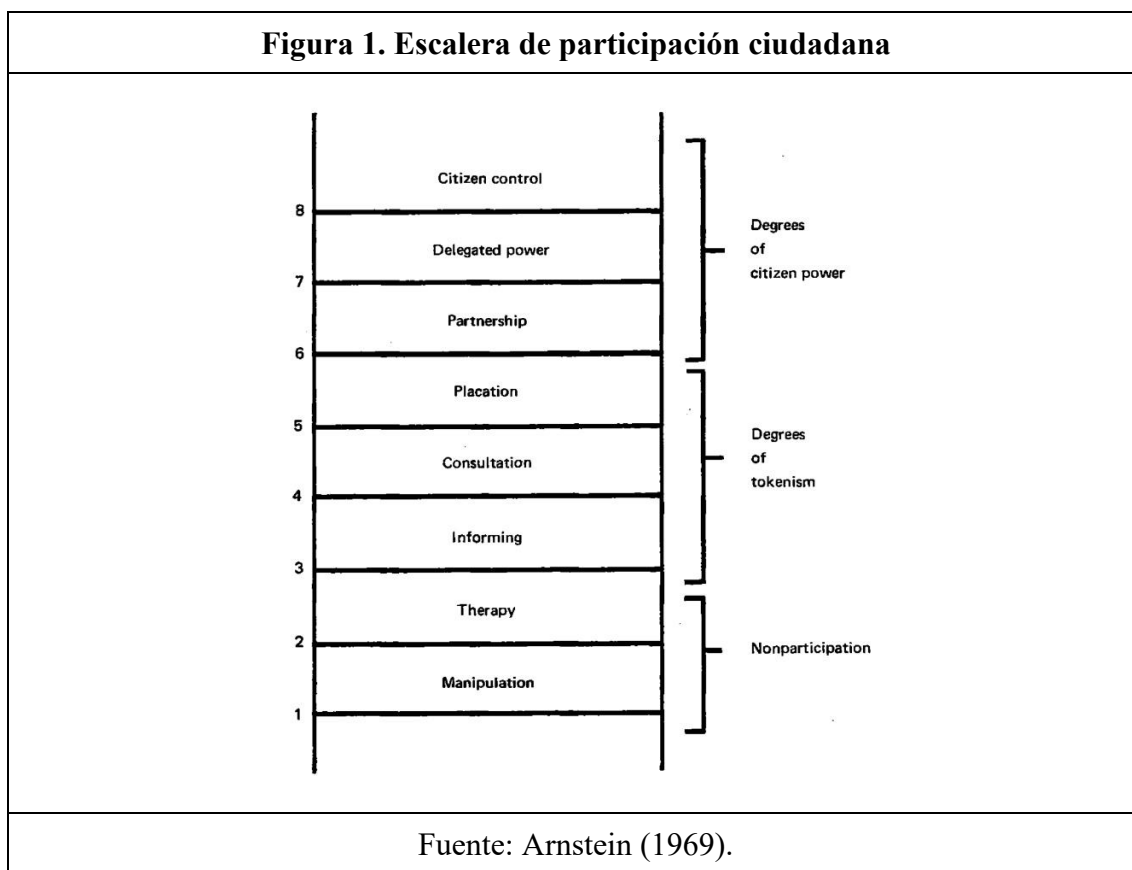 Figura 1. Escalera de participación ciudadana
Citizen control
8
Delegated power
7
Partnership
6
Placation
5
Consultation
4
Informing
3
Therapy
2
Manipulation
1
Degrees
of
citizen power
Degrees
of
tokenism
Nonparticipation
Fuente: Arnstein (1969).